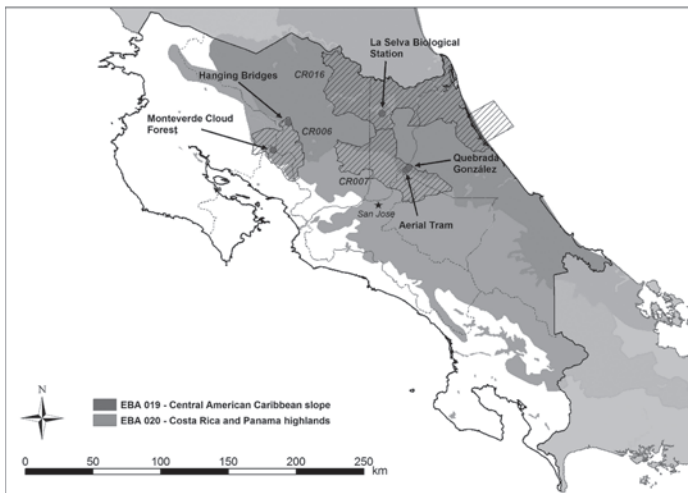 La Selva Biological
Station
CR016
Hanging Bridges
Monteverde Cloud
Forest
CR006
Quebrada
González
CR007
San José
Aerial Tram
N
EBA 019 - Central American Caribbean slope
EBA 020 - Costa Rica and Panama highlands
0 50 100 150 200 250
km